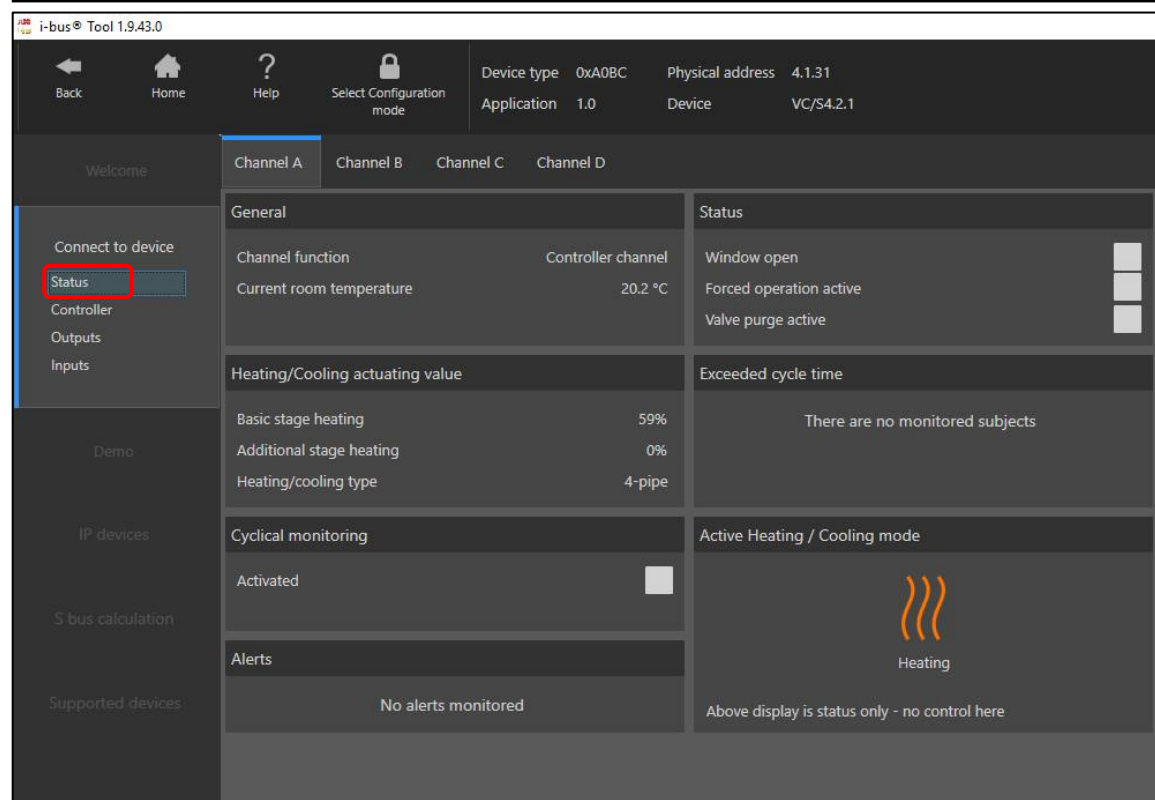 i-bus® Tool 1.9.43.0
Back
Home
Help
Select Configuration
mode
Device type 0xA0BC
Physical address 4.1.31
Application 1.0
Device VC/S4.2.1
Welcome
Connect to device
Status
Controller
Outputs
Inputs
Demo
IP devices
S bus calculation
Supported devices
Channel A
Channel B
Channel C
Channel D
General
Channel function Controller channel
Current room temperature 20.2 °C
Status
Window open
Forced operation active
Valve purge active
Heating/Cooling actuating value
Basic stage heating 59%
Additional stage heating 0%
Heating/cooling type 4-pipe
Exceeded cycle time
There are no monitored subjects
Cyclical monitoring
Activated
Active Heating / Cooling mode
Heating
Above display is status only - no control here
Alerts
No alerts monitored